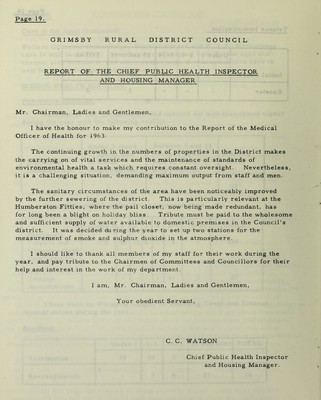 Page 19.
GRIMSBY RURAL DISTRICT COUNCIL
REPORT OF THE CHIEF PUBLIC HEALTH INSPECTOR
AND HOUSING MANAGER
Mr. Chairman, Ladies and Gentlemen,
I have the honour to make my contribution to the Report of the Medical
Officer of Health for 1963.
The continuing growth in the numbers of properties in the District makes
the carrying on of vital services and the maintenance of standards of
environmental health a task which requires constant oversight. Nevertheless,
it is a challenging situation, demanding maximum output from staff and men.
The sanitary circumstances of the area have been noticeably improved
by the further sewering of the district. This is particularly relevant at the
Humberston Fitties, where the pail closet, now being made redundant, has
for long been a blight on holiday bliss. Tribute must be paid to the wholesome
and sufficient supply of water available to domestic premises in the Council's
district. It was decided during the year to set up two stations for the
measurement of smoke and sulphur dioxide in the atmosphere.
I should like to thank all members of my staff for their work during the
year, and pay tribute to the Chairmen of Committees and Councillors for their
help and interest in the work of my department.
I am, Mr. Chairman, Ladies and Gentlemen,
Your obedient Servant,
C. C. WATSON
Chief Public Health Inspector
and Housing Manager.